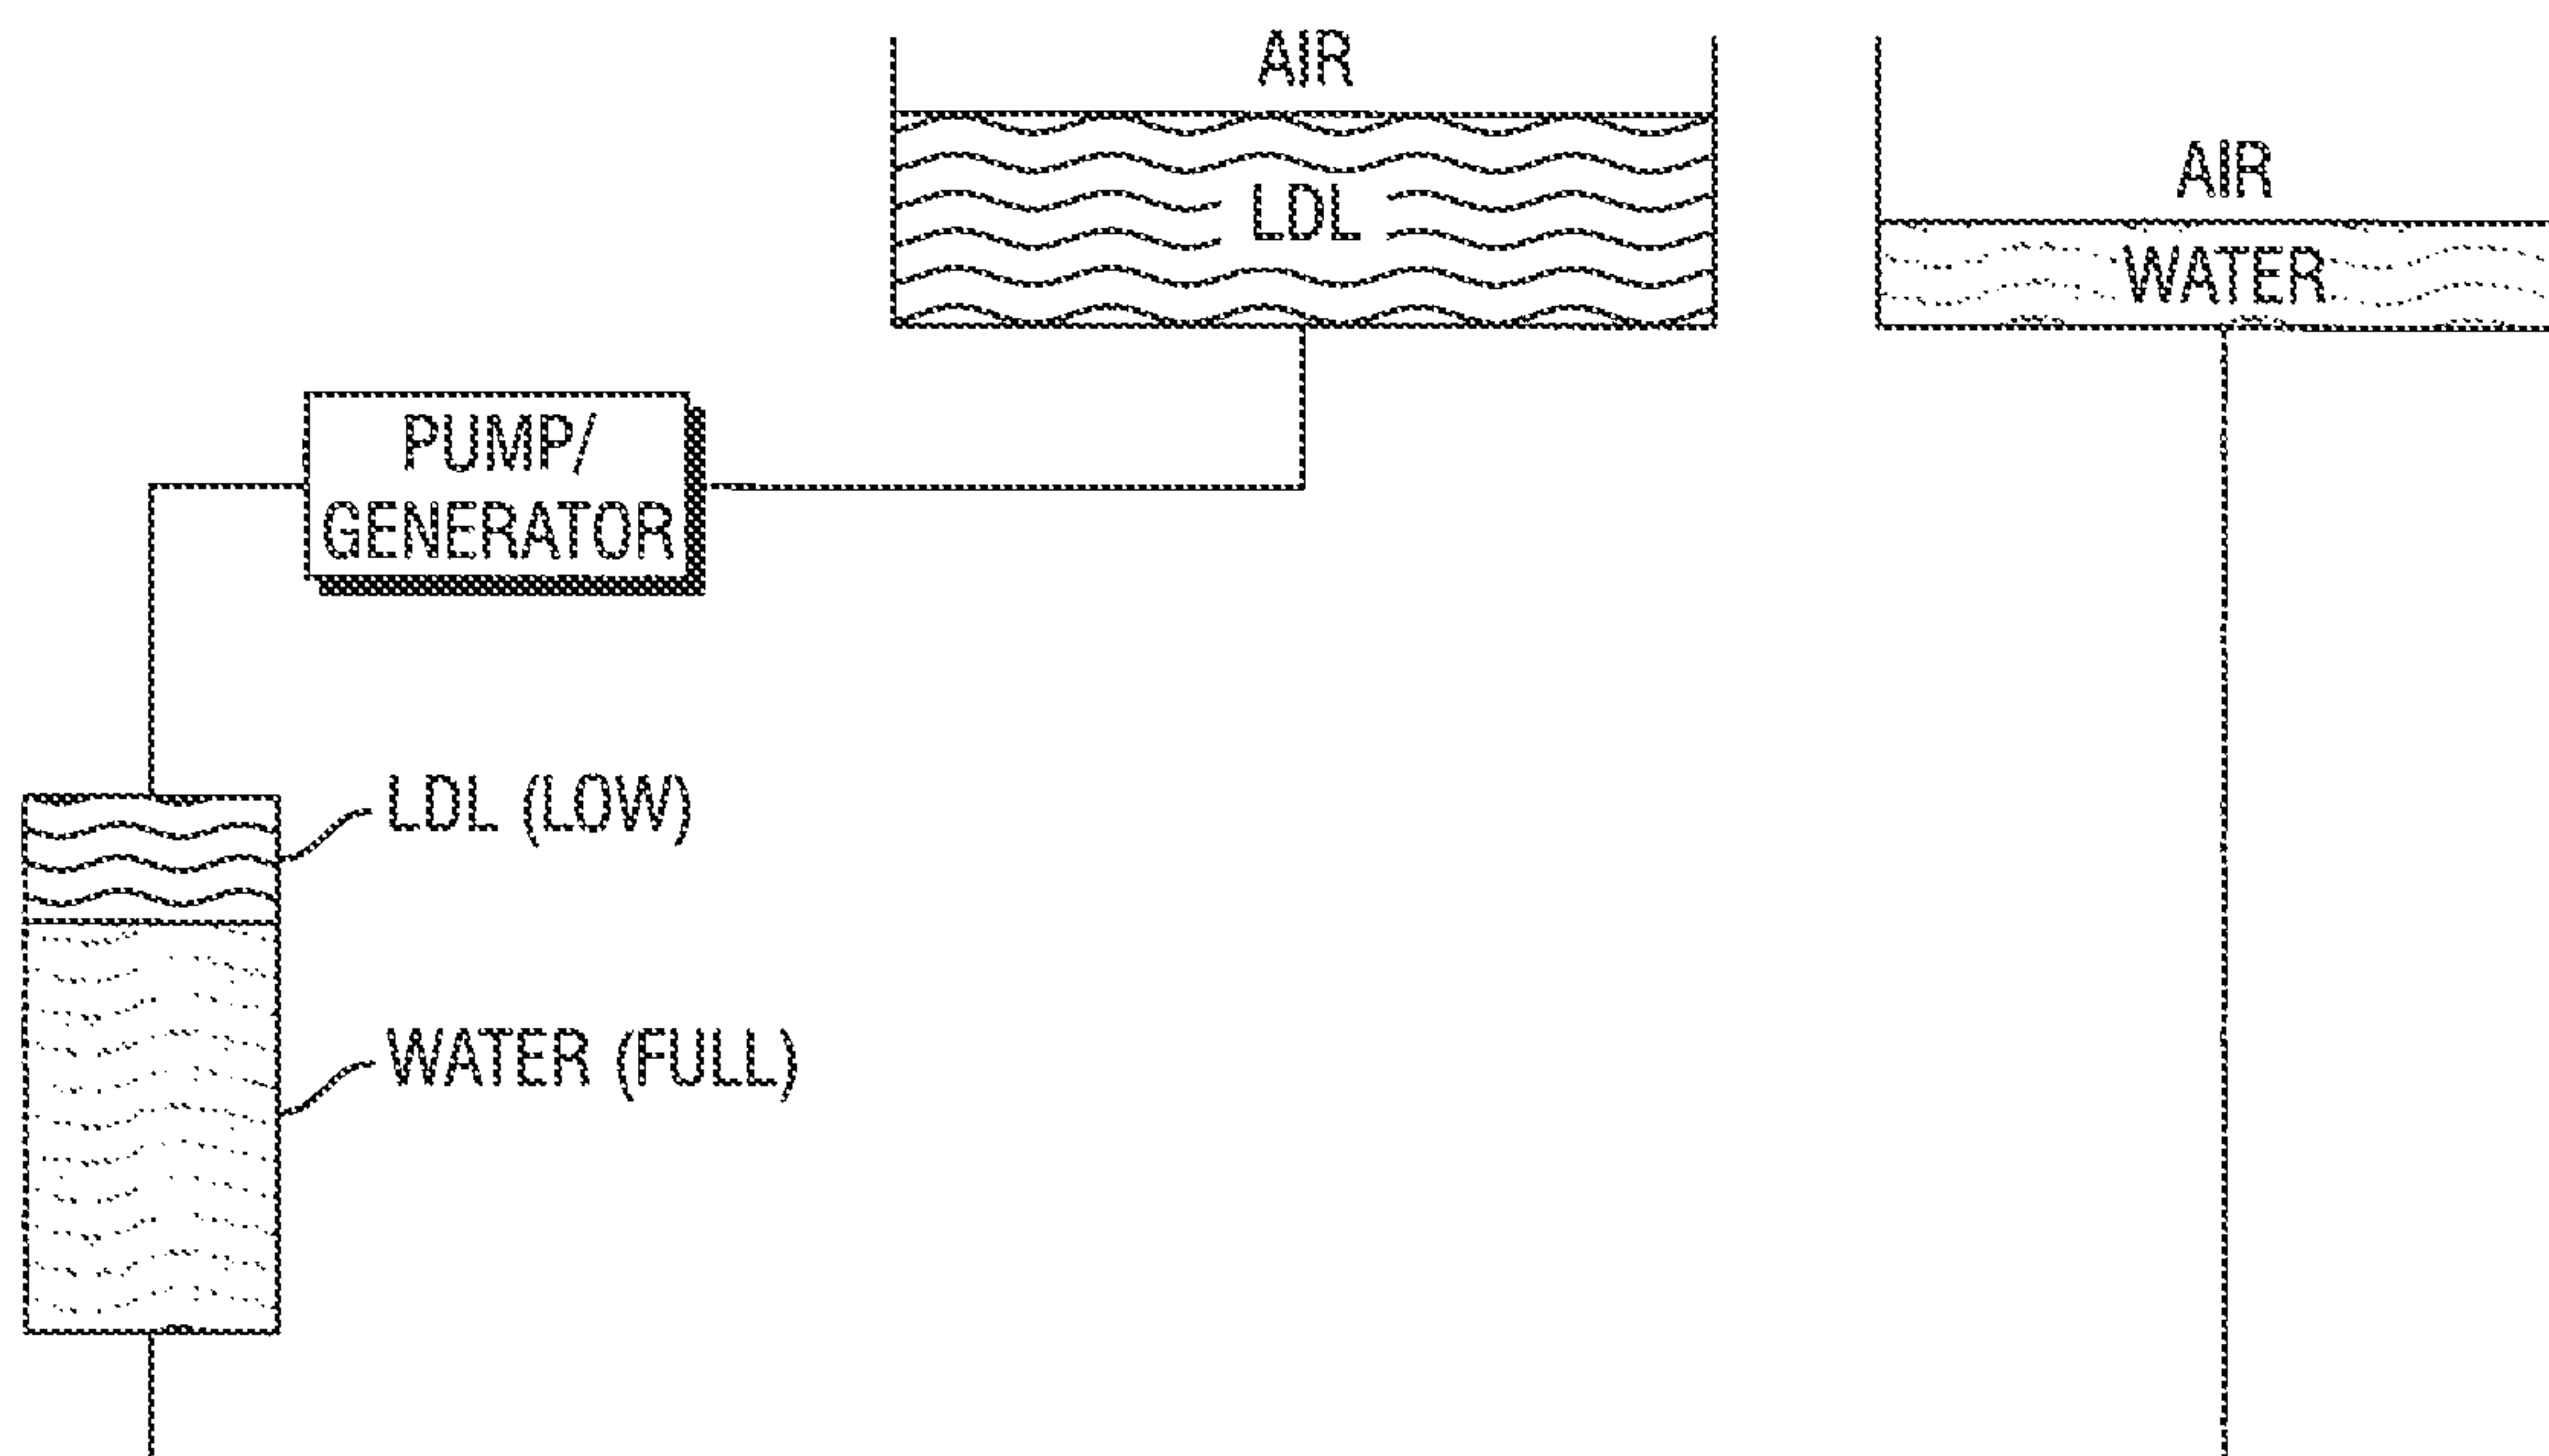 AIR
LDL
AIR
WATER
PUMP/
GENERATOR
LDL (LOW)
WATER (FULL)